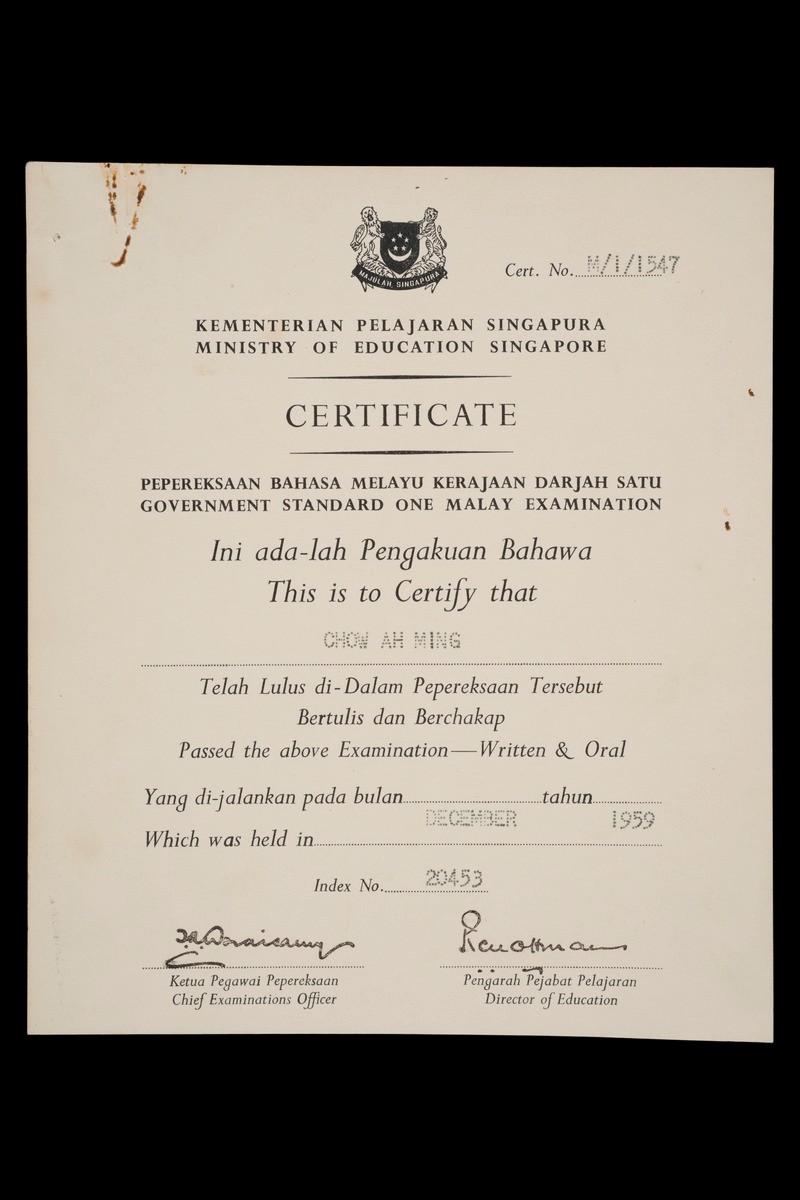 MAJULAH SINGAPURA
Cert. No. M/1/1547
KEMENTERIAN PELAJARAN SINGAPURA
MINISTRY OF EDUCATION SINGAPORE
CERTIFICATE
PEPEREKSAAN BAHASA MELAYU KERAJAAN DARJAH SATU
GOVERNMENT STANDARD ONE MALAY EXAMINATION
Ini ada-lah Pengakuan Bahawa
This is to Certify that
CHOW AH MING
Telah Lulus di-Dalam Pepereksaan Tersebut
Bertulis dan Berchakap
Passed the above Examination—Written & Oral
Yang di-jalankan pada bulan tahun
DECEMBER 1959
Which was held in
Index No. 20453
Ketua Pegawai Pepereksaan
Chief Examinations Officer
Pengarah Pejabat Pelajaran
Director of Education